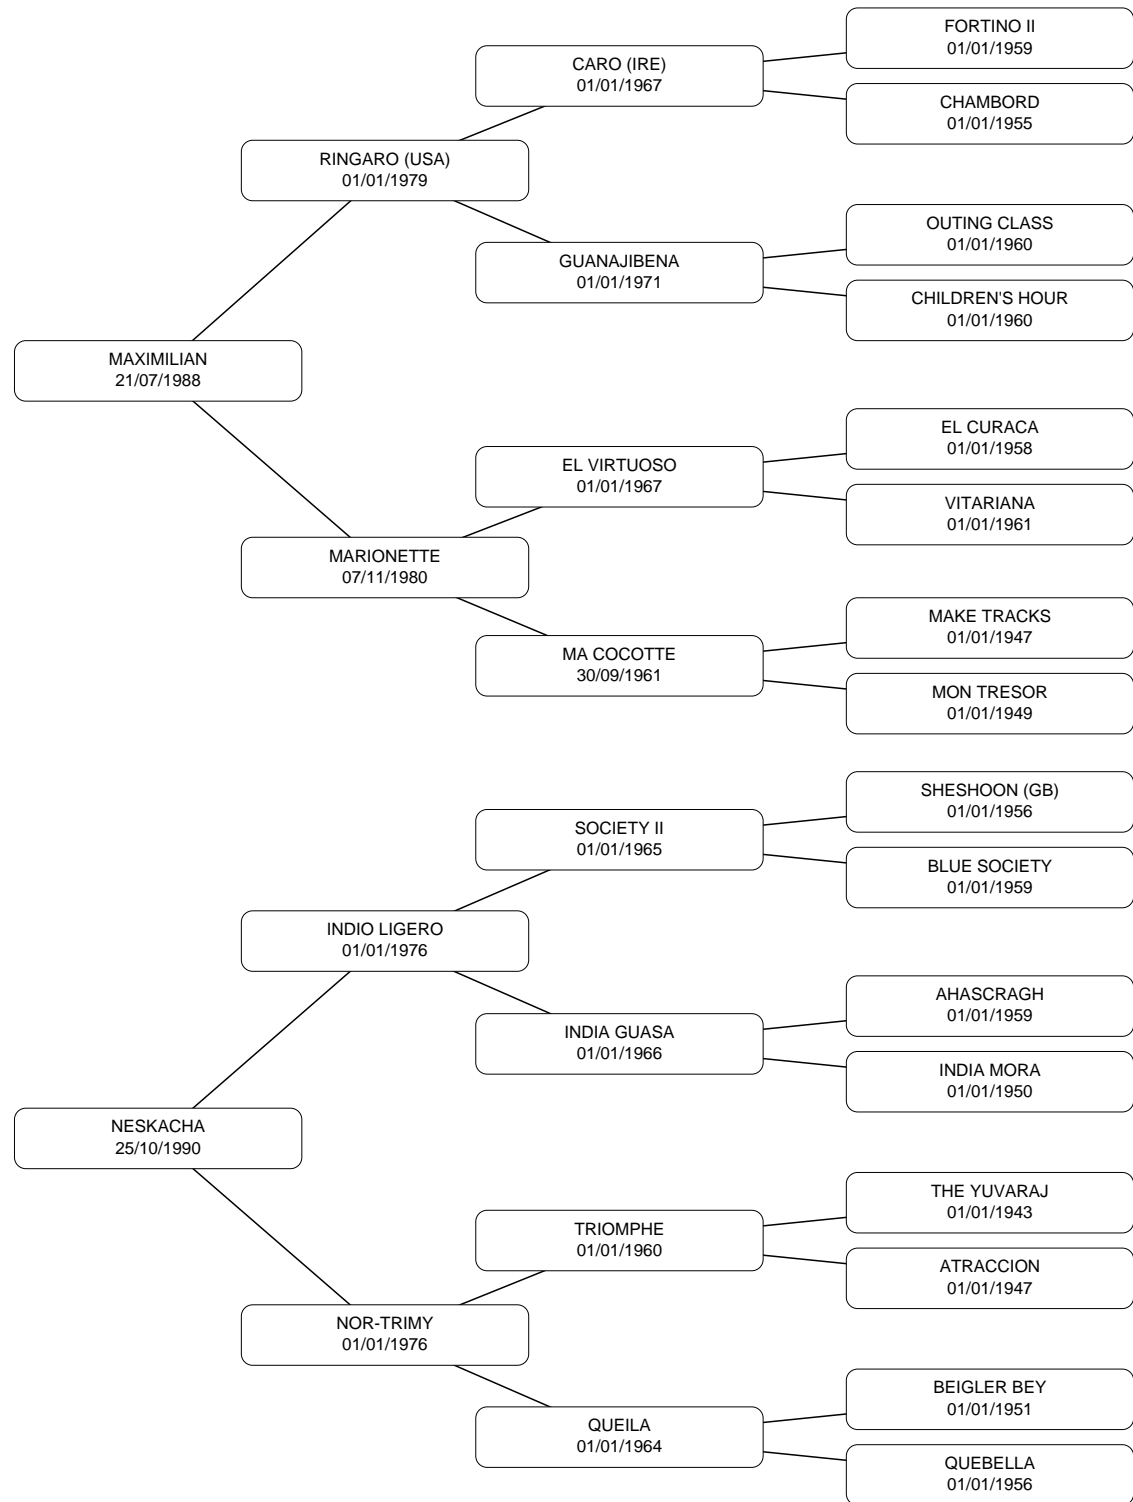 FORTINO II
01/01/1959
CARO (IRE)
01/01/1967
CHAMBORD
01/01/1955
RINGARO (USA)
01/01/1979
OUTING CLASS
01/01/1960
GUANAJIBENA
01/01/1971
CHILDREN'S HOUR
01/01/1960
MAXIMILIAN
21/07/1988
EL CURACA
01/01/1958
EL VIRTUOSO
01/01/1967
VITARIANA
01/01/1961
MARIONETTE
07/11/1980
MAKE TRACKS
01/01/1947
MA COCOTTE
30/09/1961
MON TRESOR
01/01/1949
SHESHOON (GB)
01/01/1956
SOCIETY II
01/01/1965
BLUE SOCIETY
01/01/1959
INDIO LIGERO
01/01/1976
AHASCRAGH
01/01/1959
INDIA GUASA
01/01/1966
INDIA MORA
01/01/1950
NESKACHA
25/10/1990
THE YUVARAJ
01/01/1943
TRIOMPHE
01/01/1960
ATRACCION
01/01/1947
NOR-TRIMY
01/01/1976
BEIGLER BEY
01/01/1951
QUEILA
01/01/1964
QUEBELLA
01/01/1956